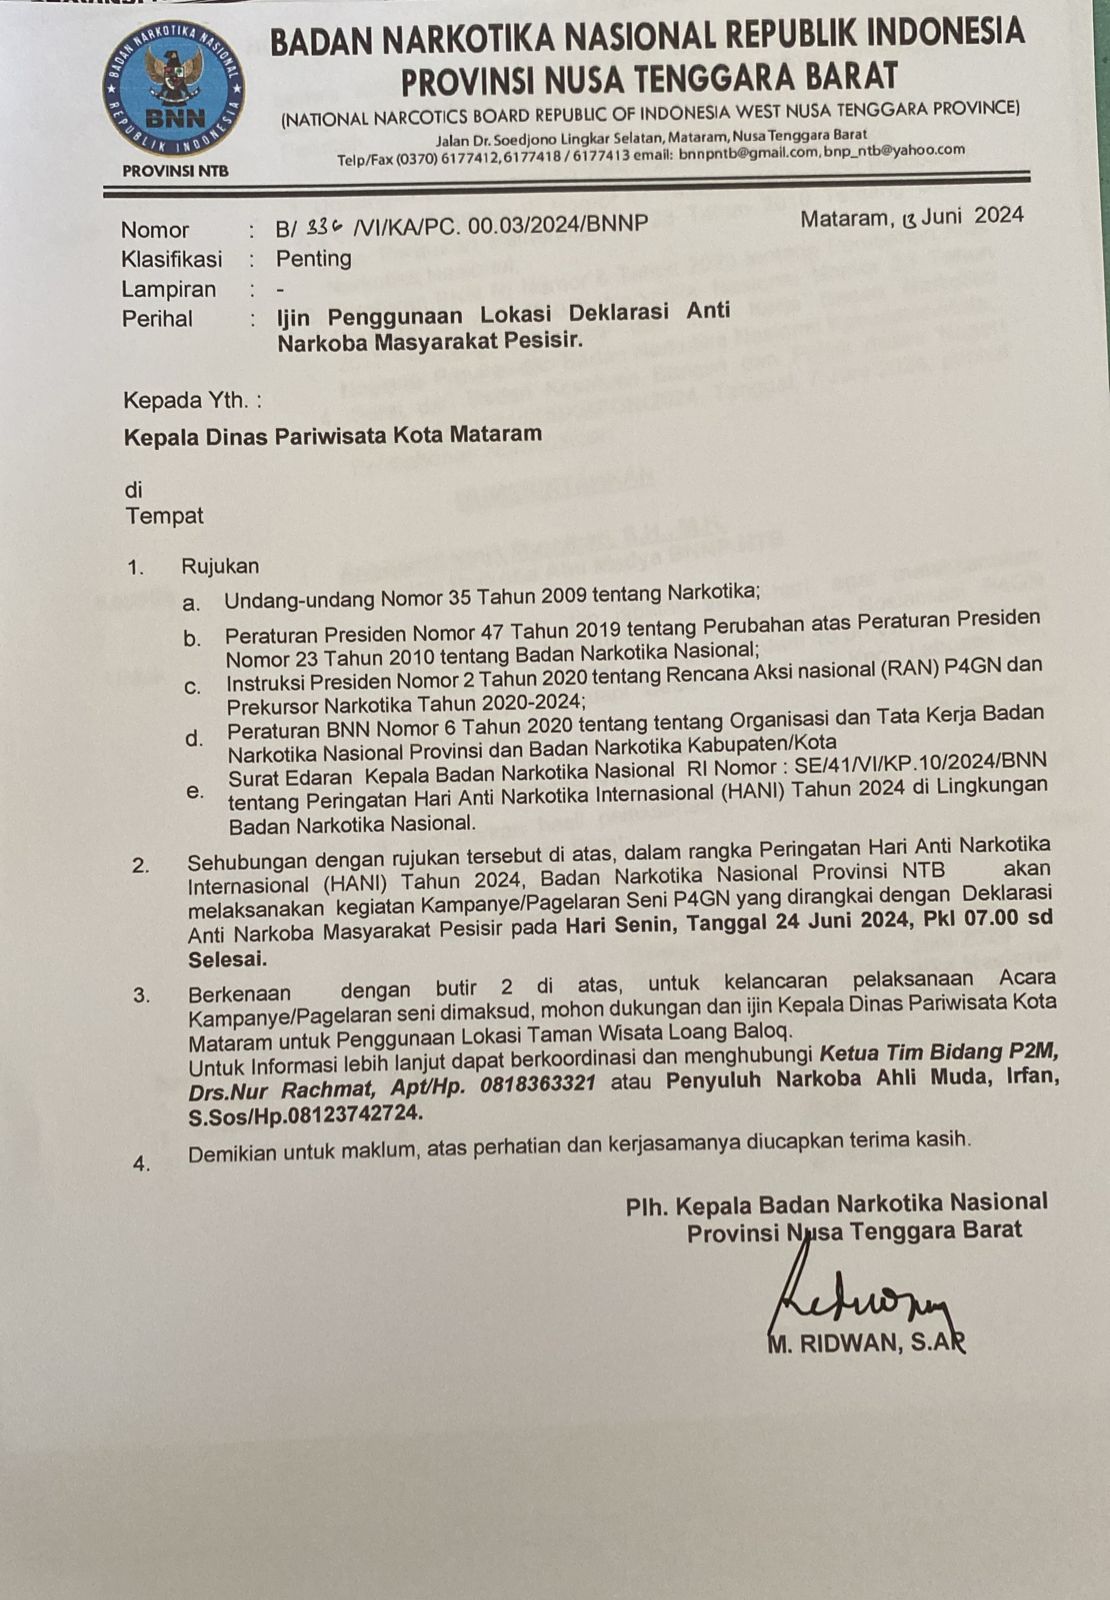 BADAN NARKOTIKA NASIONAL
REPUBLIK INDONESIA
BNN
PROVINSI NTB
BADAN NARKOTIKA NASIONAL REPUBLIK INDONESIA
PROVINSI NUSA TENGGARA BARAT
(NATIONAL NARCOTICS BOARD REPUBLIC OF INDONESIA WEST NUSA TENGGARA PROVINCE)
Jalan Dr. Soedjono Lingkar Selatan, Mataram, Nusa Tenggara Barat
Telp/Fax (0370) 6177412, 6177418 / 6177413 email: bnnpntb@gmail.com, bnp_ntb@yahoo.com
Nomor : B/ 336 /VI/KA/PC. 00.03/2024/BNNP Mataram, 13 Juni 2024
Klasifikasi : Penting
Lampiran : -
Perihal : Ijin Penggunaan Lokasi Deklarasi Anti
Narkoba Masyarakat Pesisir.
Kepada Yth. :
Kepala Dinas Pariwisata Kota Mataram
di
Tempat
1. Rujukan
a. Undang-undang Nomor 35 Tahun 2009 tentang Narkotika;
b. Peraturan Presiden Nomor 47 Tahun 2019 tentang Perubahan atas Peraturan Presiden
Nomor 23 Tahun 2010 tentang Badan Narkotika Nasional;
c. Instruksi Presiden Nomor 2 Tahun 2020 tentang Rencana Aksi nasional (RAN) P4GN dan
Prekursor Narkotika Tahun 2020-2024;
d. Peraturan BNN Nomor 6 Tahun 2020 tentang tentang Organisasi dan Tata Kerja Badan
Narkotika Nasional Provinsi dan Badan Narkotika Kabupaten/Kota
e. Surat Edaran Kepala Badan Narkotika Nasional RI Nomor : SE/41/VI/KP.10/2024/BNN
tentang Peringatan Hari Anti Narkotika Internasional (HANI) Tahun 2024 di Lingkungan
Badan Narkotika Nasional.
2. Sehubungan dengan rujukan tersebut di atas, dalam rangka Peringatan Hari Anti Narkotika
Internasional (HANI) Tahun 2024, Badan Narkotika Nasional Provinsi NTB akan
melaksanakan kegiatan Kampanye/Pagelaran Seni P4GN yang dirangkai dengan Deklarasi
Anti Narkoba Masyarakat Pesisir pada Hari Senin, Tanggal 24 Juni 2024, Pkl 07.00 sd
Selesai.
3. Berkenaan dengan butir 2 di atas, untuk kelancaran pelaksanaan Acara
Kampanye/Pagelaran seni dimaksud, mohon dukungan dan ijin Kepala Dinas Pariwisata Kota
Mataram untuk Penggunaan Lokasi Taman Wisata Loang Baloq.
Untuk Informasi lebih lanjut dapat berkoordinasi dan menghubungi Ketua Tim Bidang P2M,
Drs.Nur Rachmat, Apt/Hp. 0818363321 atau Penyuluh Narkoba Ahli Muda, Irfan,
S.Sos/Hp.08123742724.
4. Demikian untuk maklum, atas perhatian dan kerjasamanya diucapkan terima kasih.
Plh. Kepala Badan Narkotika Nasional
Provinsi Nusa Tenggara Barat
M. RIDWAN, S.AP